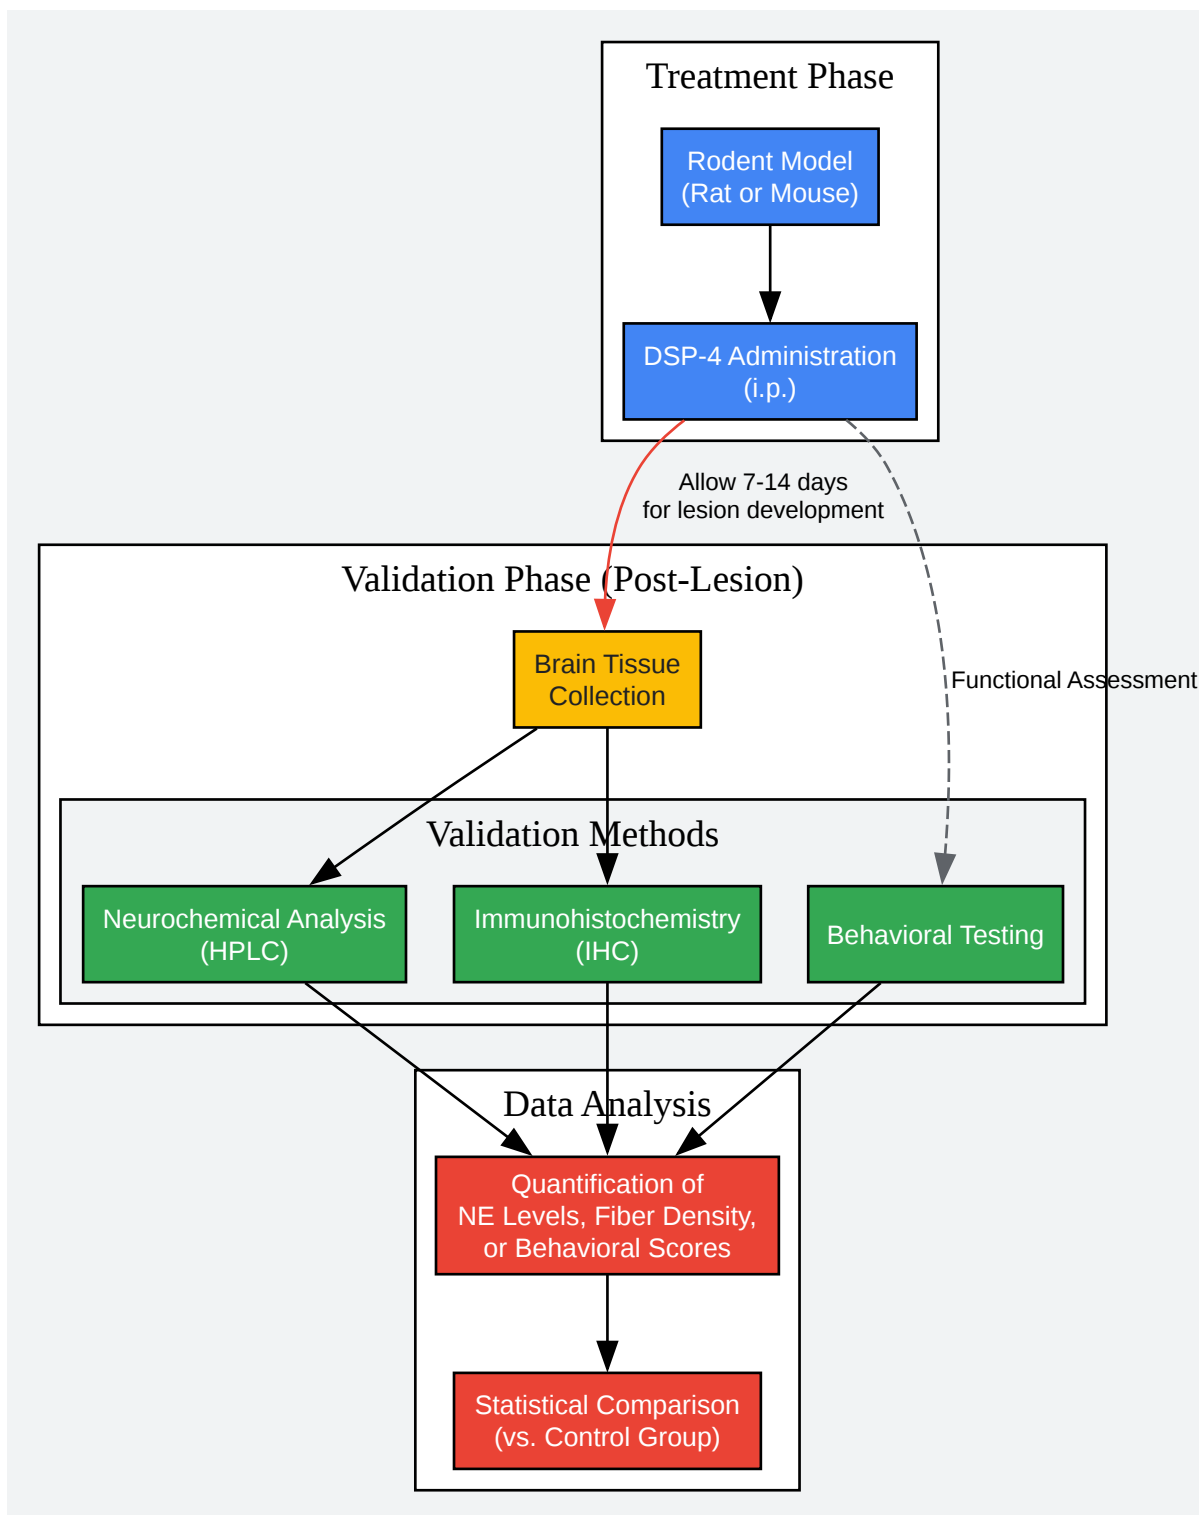 Treatment Phase
Rodent Model
(Rat or Mouse)
DSP-4 Administration
(i.p.)
Allow 7-14 days
for lesion development
Validation Phase (Post-Lesion)
Brain Tissue
Collection
Functional Assessment
Validation Methods
Neurochemical Analysis
(HPLC)
Immunohistochemistry
(IHC)
Behavioral Testing
Data Analysis
Quantification of
NE Levels, Fiber Density,
or Behavioral Scores
Statistical Comparison
(vs. Control Group)